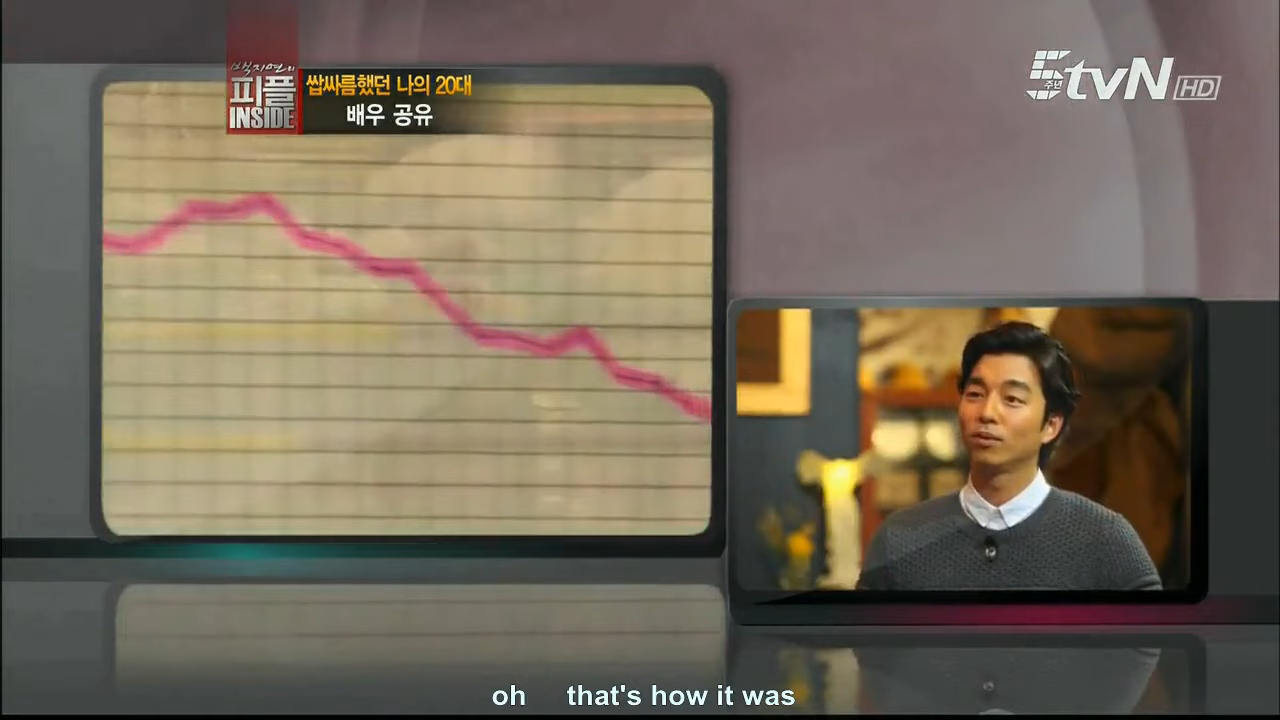 백지연의
피플
INSIDE
쌉싸름했던 나의 20대
배우 공유
5주년 tvN HD
oh that's how it was